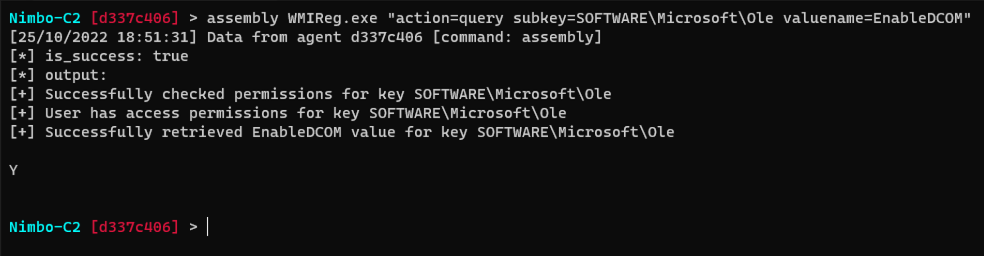 Nimbo-C2 [d337c406] > assembly WMIReg.exe "action=query subkey=SOFTWARE\Microsoft\Ole valuename=EnableDCOM"
[25/10/2022 18:51:31] Data from agent d337c406 [command: assembly]
[*] is_success: true
[*] output:
[+] Successfully checked permissions for key SOFTWARE\Microsoft\Ole
[+] User has access permissions for key SOFTWARE\Microsoft\Ole
[+] Successfully retrieved EnableDCOM value for key SOFTWARE\Microsoft\Ole
Y
Nimbo-C2 [d337c406] >